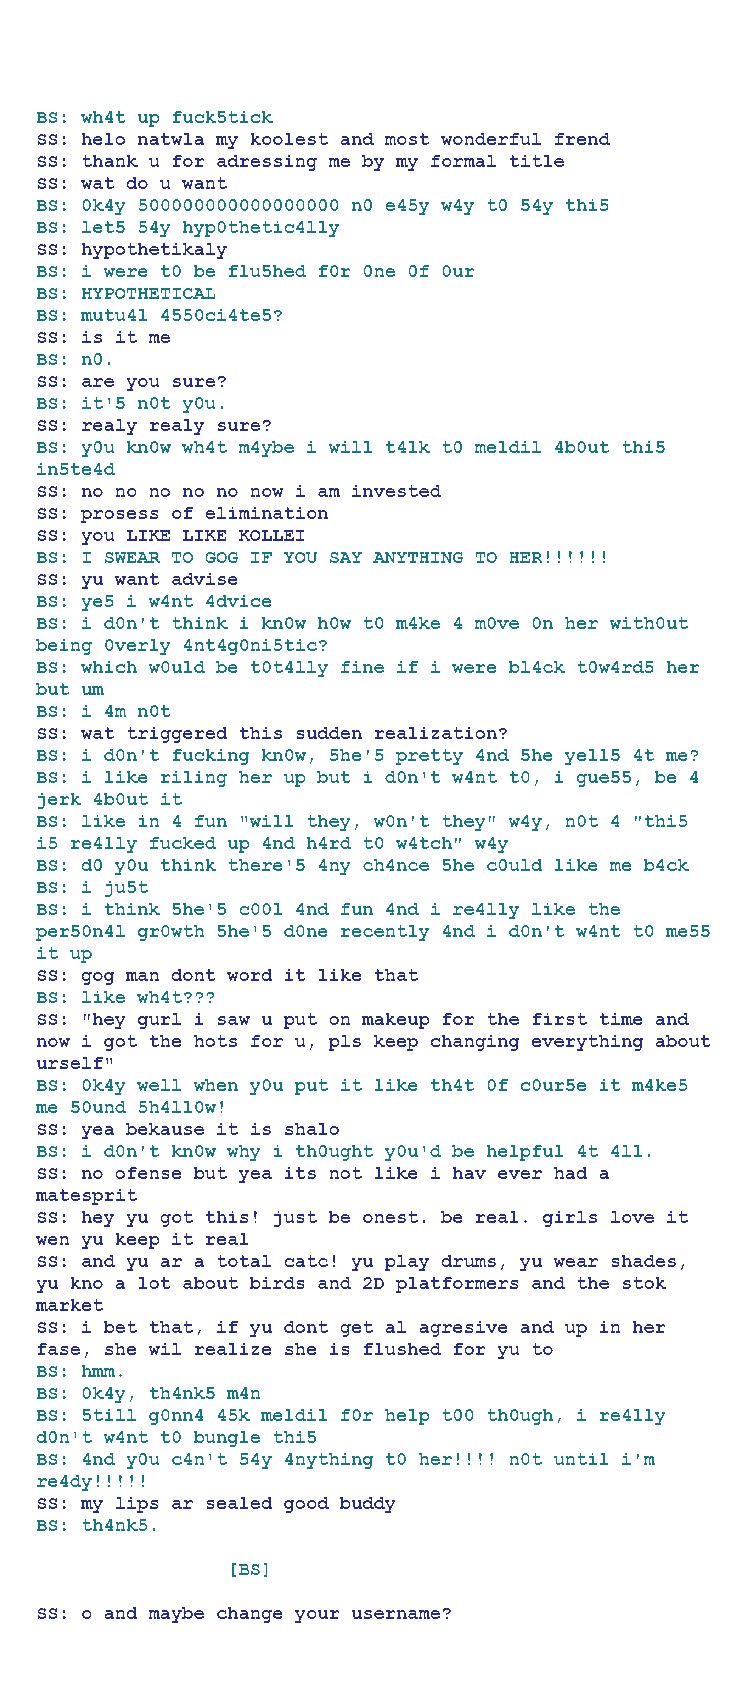 BS: wh4t up fuck5tick
SS: helo natwla my koolest and most wonderful frend
SS: thank u for adressing me by my formal title
SS: wat do u want
BS: 0k4y 500000000000000000 n0 e45y w4y t0 54y thi5
BS: let5 54y hyp0thetic4lly
SS: hypothetikaly
BS: i were t0 be flu5hed f0r 0ne 0f 0ur
BS: HYPOTHETICAL
BS: mutu4l 4550ci4te5?
SS: is it me
BS: n0.
SS: are you sure?
BS: it'5 n0t y0u.
SS: realy realy sure?
BS: y0u kn0w wh4t m4ybe i will t4lk t0 meldil 4b0ut thi5
in5te4d
SS: no no no no no now i am invested
SS: prosess of elimination
SS: you LIKE LIKE KOLLEI
BS: I SWEAR TO GOG IF YOU SAY ANYTHING TO HER!!!!!!
SS: yu want advise
BS: ye5 i w4nt 4dvice
BS: i d0n't think i kn0w h0w t0 m4ke 4 m0ve 0n her with0ut
being 0verly 4nt4g0ni5tic?
BS: which w0uld be t0t4lly fine if i were bl4ck t0w4rd5 her
but um
BS: i 4m n0t
SS: wat triggered this sudden realization?
BS: i d0n't fucking kn0w, 5he'5 pretty 4nd 5he yell5 4t me?
BS: i like riling her up but i d0n't w4nt t0, i gue55, be 4
jerk 4b0ut it
BS: like in 4 fun "will they, w0n't they" w4y, n0t 4 "thi5
i5 re4lly fucked up 4nd h4rd t0 w4tch" w4y
BS: d0 y0u think there'5 4ny ch4nce 5he c0uld like me b4ck
BS: i ju5t
BS: i think 5he'5 c00l 4nd fun 4nd i re4lly like the
per50n4l gr0wth 5he'5 d0ne recently 4nd i d0n't w4nt t0 me55
it up
SS: gog man dont word it like that
BS: like wh4t???
SS: "hey gurl i saw u put on makeup for the first time and
now i got the hots for u, pls keep changing everything about
urself"
BS: 0k4y well when y0u put it like th4t 0f c0ur5e it m4ke5
me 50und 5h4ll0w!
SS: yea bekause it is shalo
BS: i d0n't kn0w why i th0ught y0u'd be helpful 4t 4ll.
SS: no ofense but yea its not like i hav ever had a
matesprit
SS: hey yu got this! just be onest. be real. girls love it
wen yu keep it real
SS: and yu ar a total catc! yu play drums, yu wear shades,
yu kno a lot about birds and 2D platformers and the stok
market
SS: i bet that, if yu dont get al agresive and up in her
fase, she wil realize she is flushed for yu to
BS: hmm.
BS: 0k4y, th4nk5 m4n
BS: 5till g0nn4 45k meldil f0r help t00 th0ugh, i re4lly
d0n't w4nt t0 bungle thi5
BS: 4nd y0u c4n't 54y 4nything t0 her!!!! n0t until i'm
re4dy!!!!!
SS: my lips ar sealed good buddy
BS: th4nk5.
[BS]
SS: o and maybe change your username?